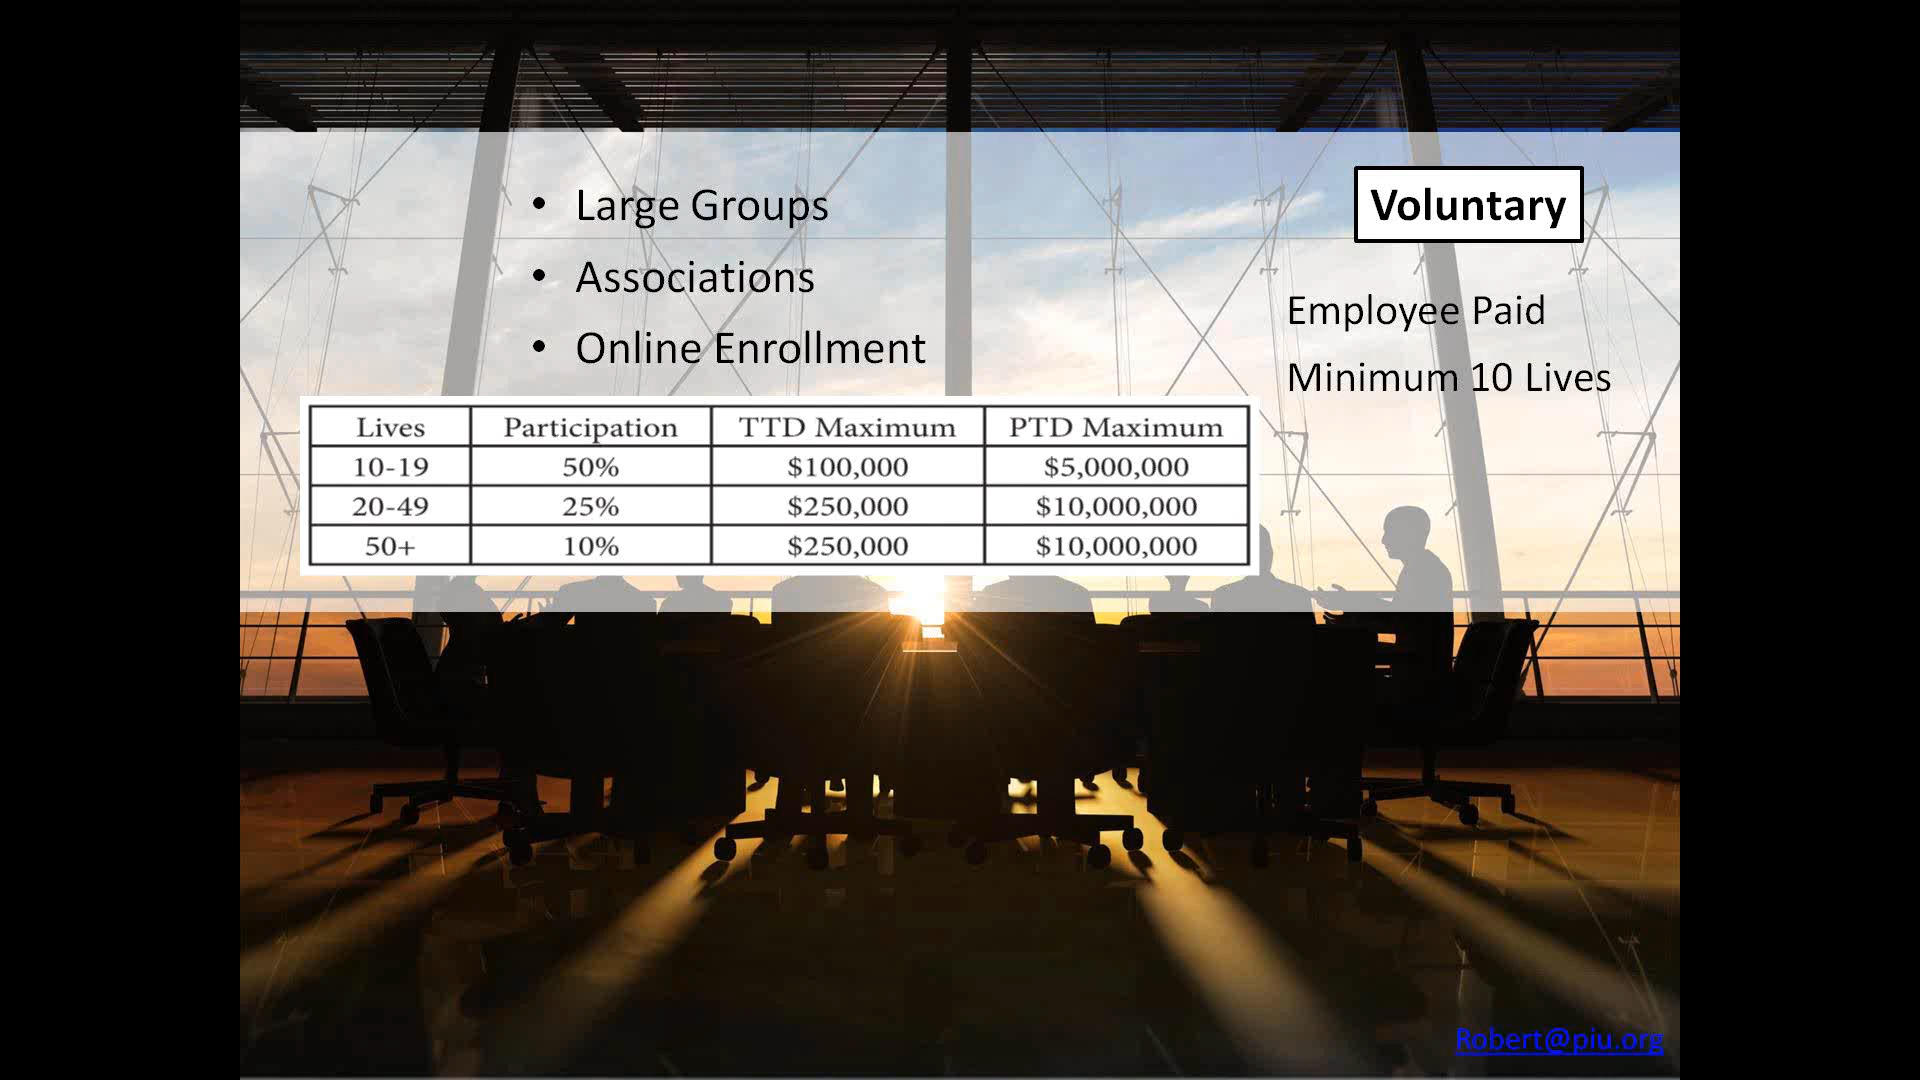 • Large Groups
• Associations
• Online Enrollment
Voluntary
Employee Paid
Minimum 10 Lives
Lives Participation TTD Maximum PTD Maximum
10-19 50% $100,000 $5,000,000
20-49 25% $250,000 $10,000,000
50+ 10% $250,000 $10,000,000
Robert@piu.org